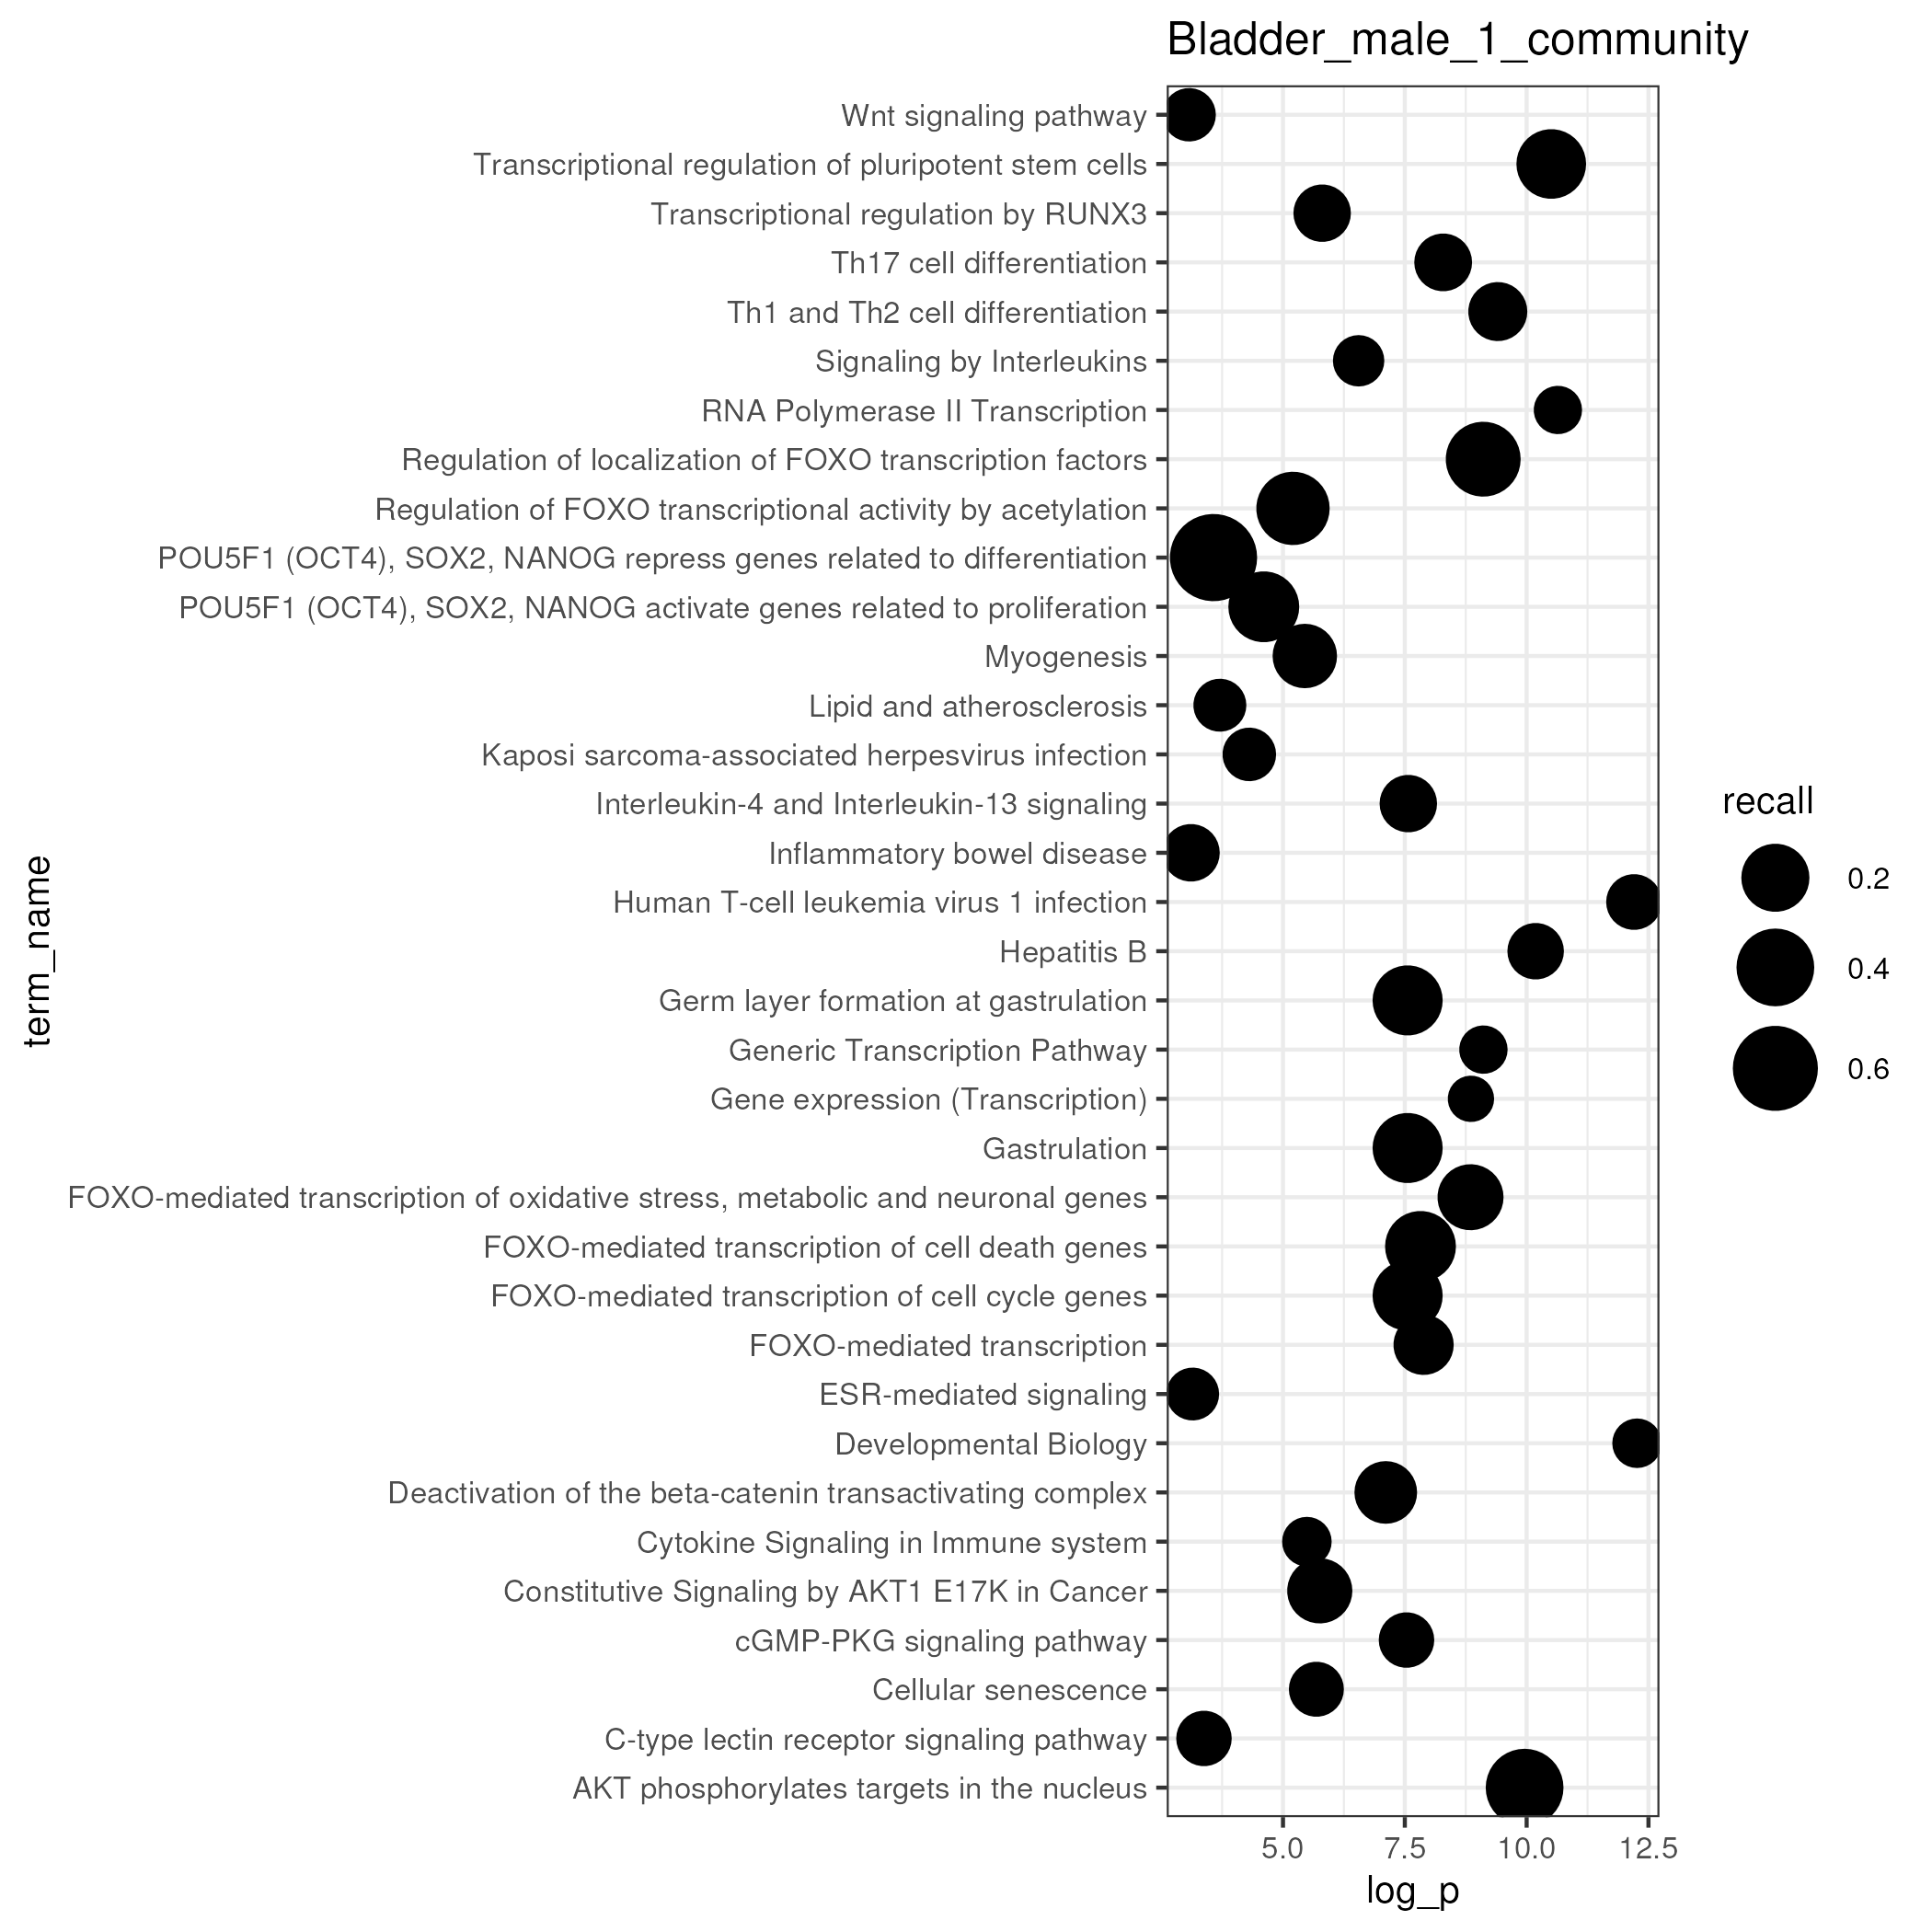 Bladder_male_1_community
Wnt signaling pathway
Transcriptional regulation of pluripotent stem cells
Transcriptional regulation by RUNX3
Th17 cell differentiation
Th1 and Th2 cell differentiation
Signaling by Interleukins
RNA Polymerase II Transcription
Regulation of localization of FOXO transcription factors
Regulation of FOXO transcriptional activity by acetylation
POU5F1 (OCT4), SOX2, NANOG repress genes related to differentiation
POU5F1 (OCT4), SOX2, NANOG activate genes related to proliferation
Myogenesis
Lipid and atherosclerosis
Kaposi sarcoma-associated herpesvirus infection
Interleukin-4 and Interleukin-13 signaling
Inflammatory bowel disease
Human T-cell leukemia virus 1 infection
Hepatitis B
Germ layer formation at gastrulation
Generic Transcription Pathway
Gene expression (Transcription)
Gastrulation
FOXO-mediated transcription of oxidative stress, metabolic and neuronal genes
FOXO-mediated transcription of cell death genes
FOXO-mediated transcription of cell cycle genes
FOXO-mediated transcription
ESR-mediated signaling
Developmental Biology
Deactivation of the beta-catenin transactivating complex
Cytokine Signaling in Immune system
Constitutive Signaling by AKT1 E17K in Cancer
cGMP-PKG signaling pathway
Cellular senescence
C-type lectin receptor signaling pathway
AKT phosphorylates targets in the nucleus
term_name
5.0 7.5 10.0 12.5
log_p
recall
0.2
0.4
0.6